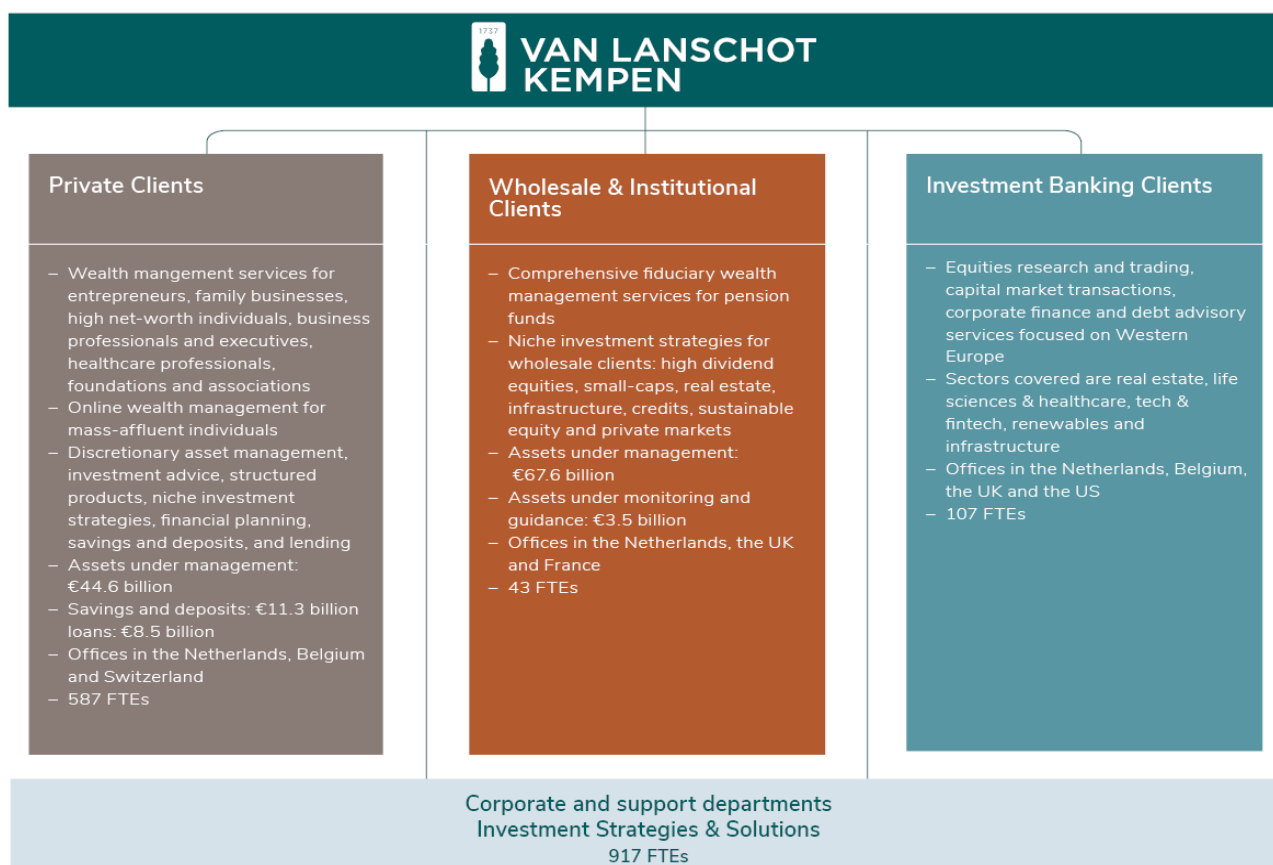 1737
VAN LANSCHOT
KEMPEN
Private Clients
– Wealth mangement services for
entrepreneurs, family businesses,
high net-worth individuals, business
professionals and executives,
healthcare professionals,
foundations and associations
– Online wealth management for
mass-affluent individuals
– Discretionary asset management,
investment advice, structured
products, niche investment
strategies, financial planning,
savings and deposits, and lending
– Assets under management:
€44.6 billion
– Savings and deposits: €11.3 billion
loans: €8.5 billion
– Offices in the Netherlands, Belgium
and Switzerland
– 587 FTEs
Wholesale & Institutional
Clients
– Comprehensive fiduciary wealth
management services for pension
funds
– Niche investment strategies for
wholesale clients: high dividend
equities, small-caps, real estate,
infrastructure, credits, sustainable
equity and private markets
– Assets under management:
€67.6 billion
– Assets under monitoring and
guidance: €3.5 billion
– Offices in the Netherlands, the UK
and France
– 43 FTEs
Investment Banking Clients
– Equities research and trading,
capital market transactions,
corporate finance and debt advisory
services focused on Western
Europe
– Sectors covered are real estate, life
sciences & healthcare, tech &
fintech, renewables and
infrastructure
– Offices in the Netherlands, Belgium,
the UK and the US
– 107 FTEs
Corporate and support departments
Investment Strategies & Solutions
917 FTEs